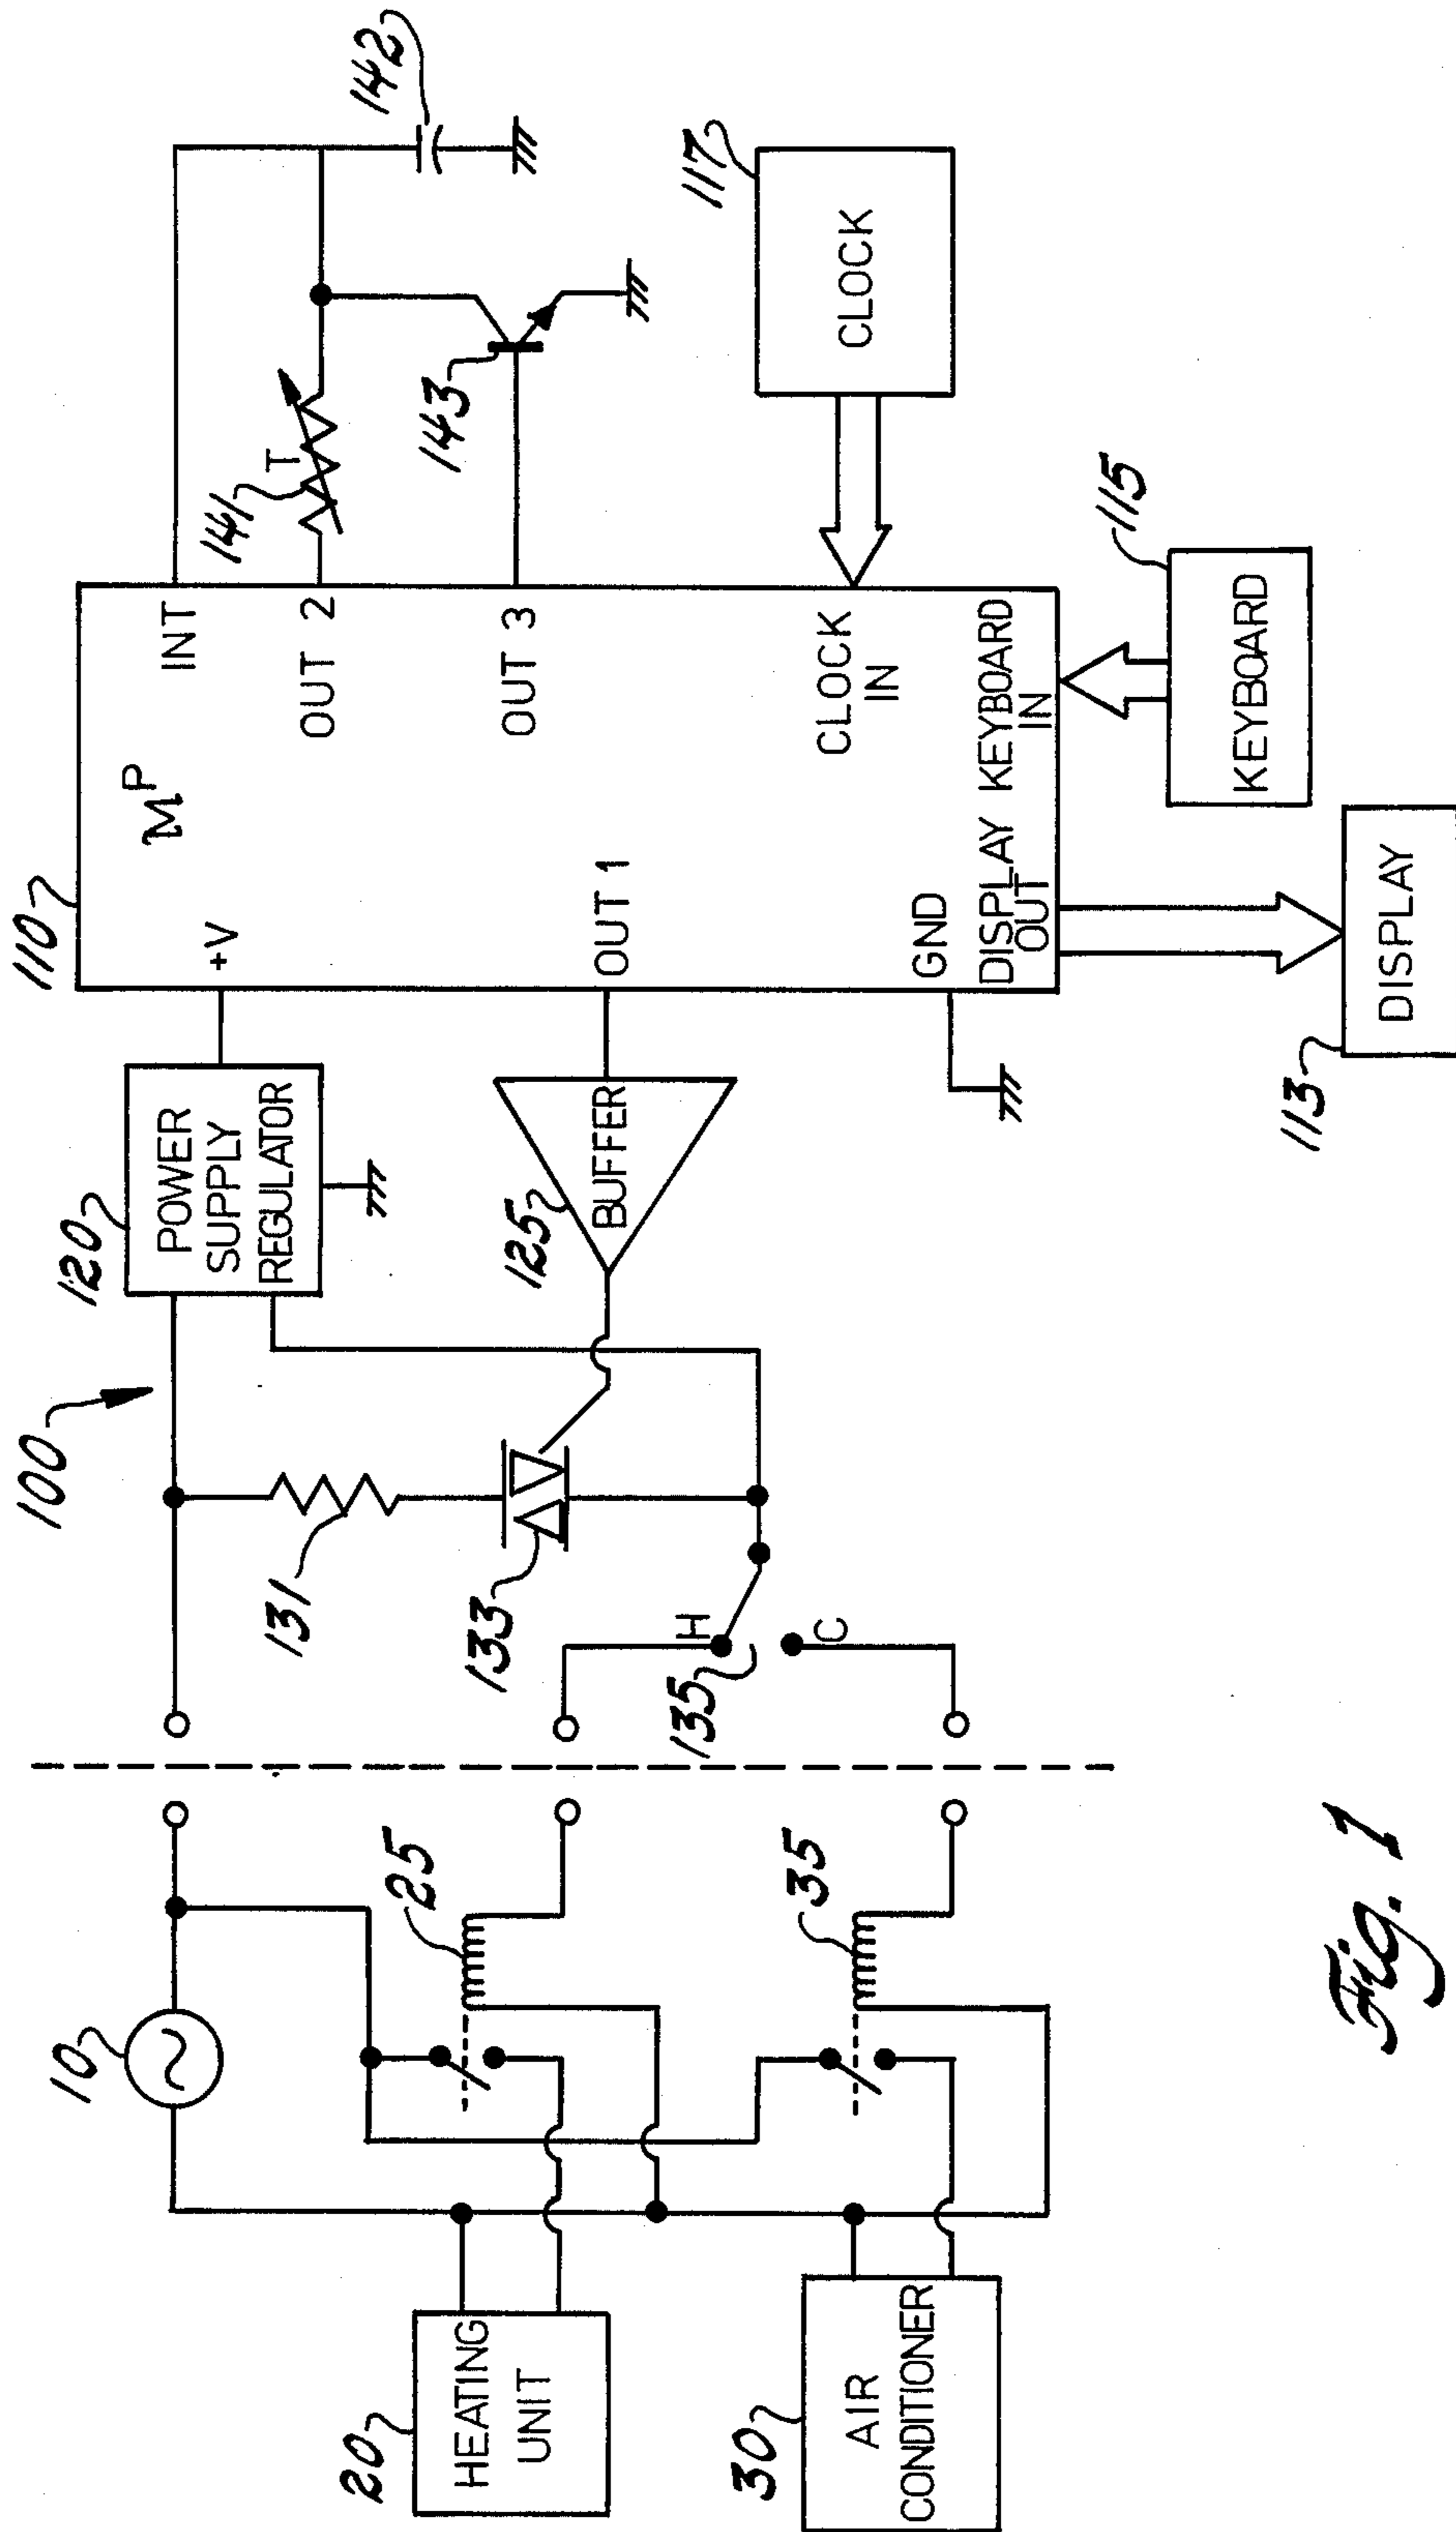 10
20
HEATING
UNIT
25
30
AIR
CONDITIONER
35
100
131
133
135
H
C
120
POWER
SUPPLY
REGULATOR
125
BUFFER
110
MP
+V
OUT 1
GND
DISPLAY
OUT
INT
OUT 2
OUT 3
CLOCK
IN
KEYBOARD
IN
141
T
142
143
117
CLOCK
115
KEYBOARD
113
DISPLAY
Fig. 1